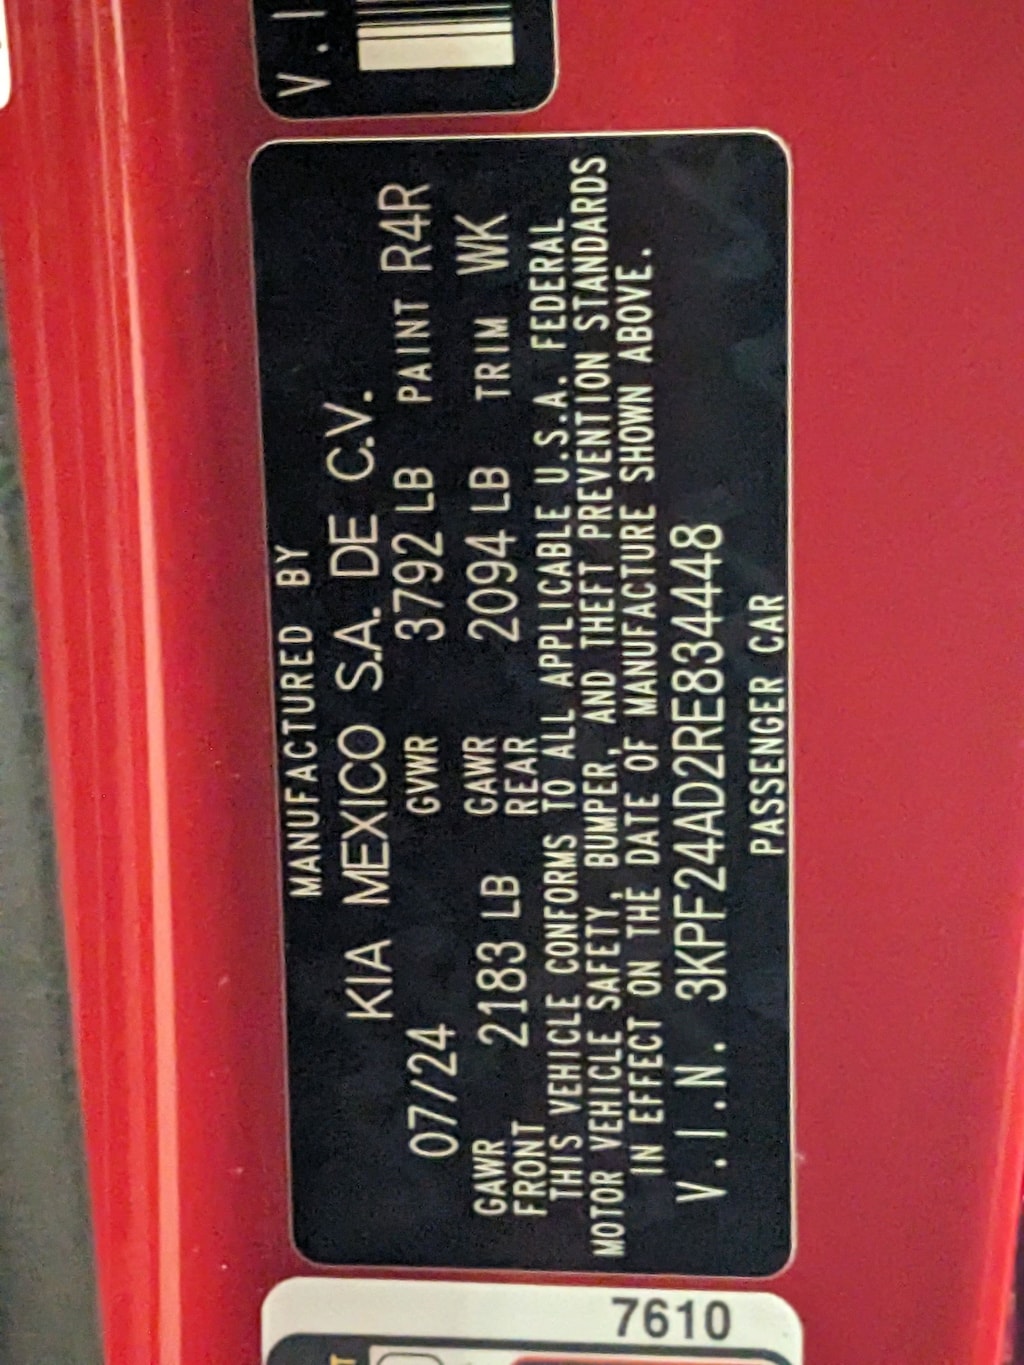 V.I
MANUFACTURED BY
KIA MEXICO S.A. DE C.V.
07/24 GVWR 3792 LB PAINT R4R
GAWR FRONT 2183 LB GAWR REAR 2094 LB TRIM WK
THIS VEHICLE CONFORMS TO ALL APPLICABLE U.S.A. FEDERAL
MOTOR VEHICLE SAFETY, BUMPER, AND THEFT PREVENTION STANDARDS
IN EFFECT ON THE DATE OF MANUFACTURE SHOWN ABOVE.
V.I.N. 3KPF24AD2RE834448
PASSENGER CAR
7610